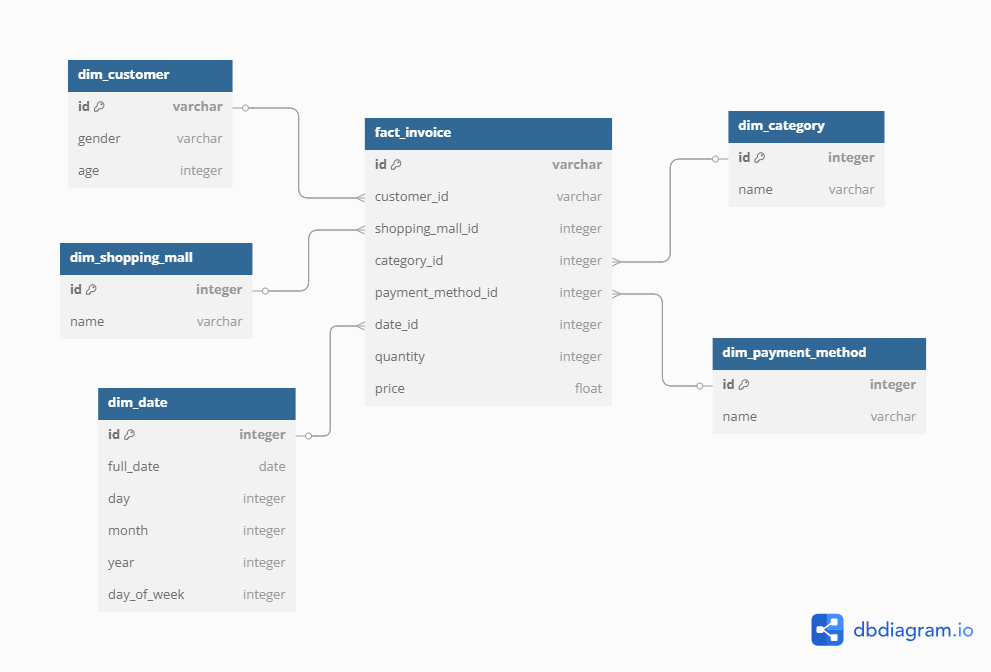 dim_customer
id varchar
gender varchar
age integer
dim_shopping_mall
id integer
name varchar
dim_date
id integer
full_date date
day integer
month integer
year integer
day_of_week integer
fact_invoice
id varchar
customer_id varchar
shopping_mall_id integer
category_id integer
payment_method_id integer
date_id integer
quantity integer
price float
dim_category
id integer
name varchar
dim_payment_method
id integer
name varchar
dbdiagram.io